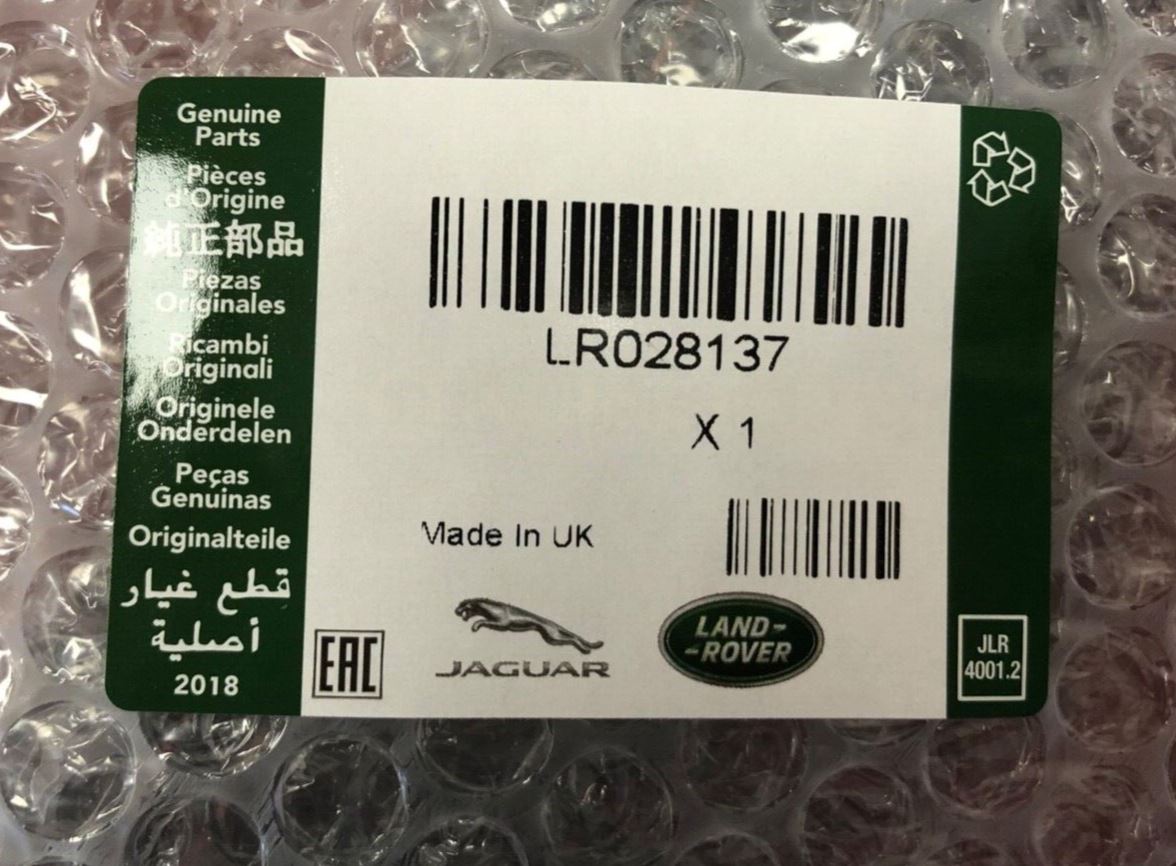 Genuine
Parts
Pièces
d'Origine
純正部品
Piezas
Originales
Ricambi
Originali
Originele
Onderdelen
Peças
Genuinas
Originalteile
قطع غيار
أصلية
2018
LR028137
X 1
Made In UK
EAC
JAGUAR
LAND-
-ROVER
JLR
4001.2